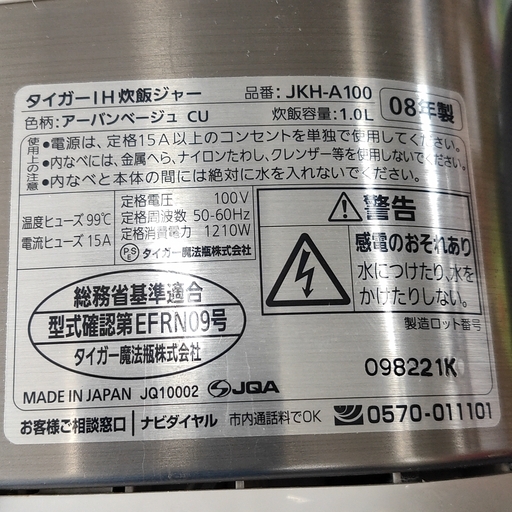 タイガーIH炊飯ジャー 品番: JKH-A100
色柄: アーバンベージュ CU 炊飯容量: 1.0L 08年製
使用上の注意
•電源は、定格15A以上のコンセントを単独で使用してください。
•内なべには、金属へら、ナイロンたわし、クレンザー等を使用しないでください。
•内なべと本体の間には絶対に水を入れないでください。
温度ヒューズ 99℃
電流ヒューズ 15A
定格電圧 100V
定格周波数 50-60Hz
定格消費電力 1210W
PSE タイガー魔法瓶株式会社
警告
感電のおそれあり
水につけたり、水を
かけたりしない。
総務省基準適合
型式確認第EFRN09号
タイガー魔法瓶株式会社
製造ロット番号
098221K
MADE IN JAPAN JQ10002 JQA
お客様ご相談窓口 ナビダイヤル 市内通話料でOK 0570-011101